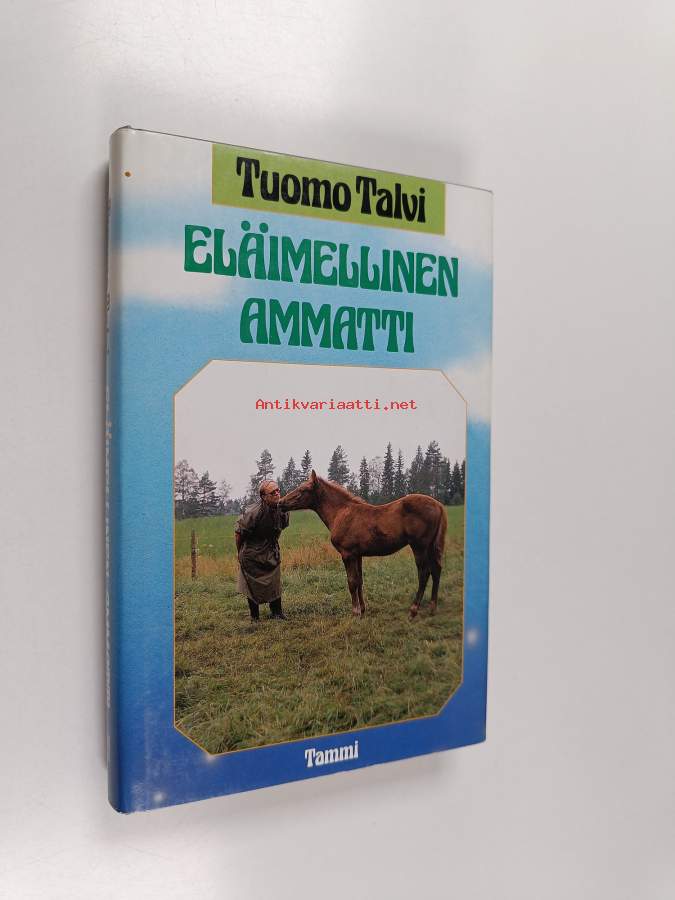 Tuomo Talvi
ELÄIMELLINEN
AMMATTI
Antikvariaatti.net
Tammi